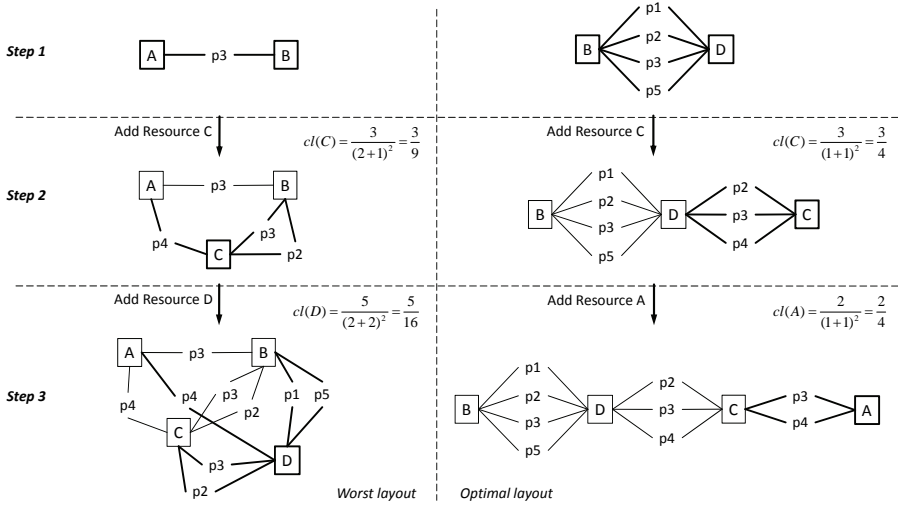 Step 1
A p3 B
p1
p2
B D
p3
p5
Add Resource C
cl(C) = 3/(2+1)² = 3/9
Add Resource C
cl(C) = 3/(1+1)² = 3/4
Step 2
A p3 B
p4 p3
C p2
p1
p2 p2
B D p3 C
p3
p5 p4
Add Resource D
cl(D) = 5/(2+2)² = 5/16
Add Resource A
cl(A) = 2/(1+1)² = 2/4
Step 3
A p3 B
p4 p4 p3 p1 p5
p2
C
p3 D
p2
p1
p2 p2 p3
B D p3 C A
p3 p4
p5 p4
Worst layout
Optimal layout